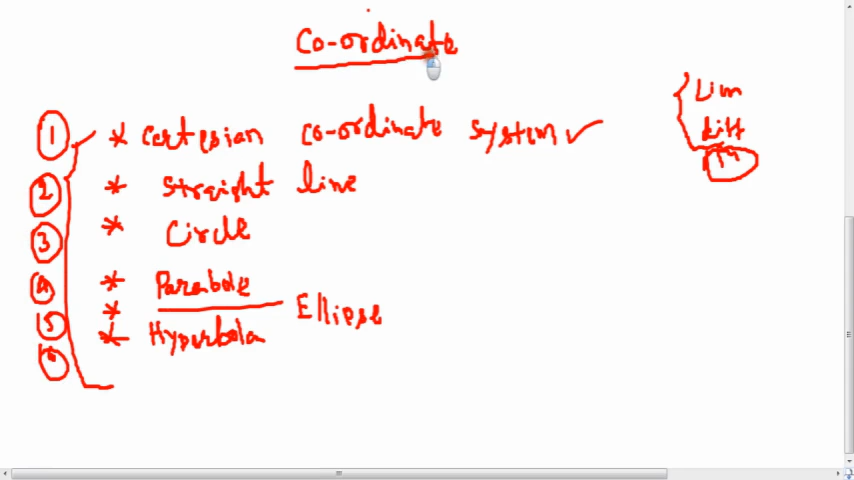 Co-ordinate
1 * Cartesian co-ordinate system ✓
2 * Straight line
3 * Circle
4 * Parabole
5 * Ellipse
6 * Hyperbola
Lim
diff